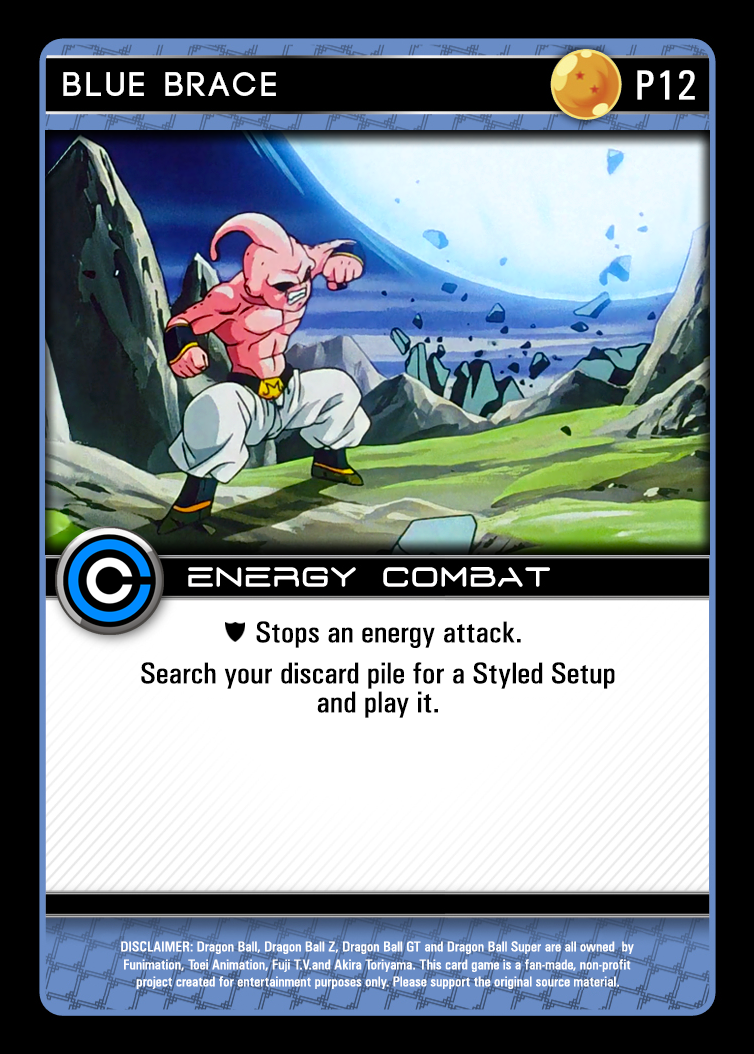 BLUE BRACE
P12
ENERGY COMBAT
Stops an energy attack.
Search your discard pile for a Styled Setup
and play it.
DISCLAIMER: Dragon Ball, Dragon Ball Z, Dragon Ball GT and Dragon Ball Super are all owned by
Funimation, Toei Animation, Fuji T.V.and Akira Toriyama. This card game is a fan-made, non-profit
project created for entertainment purposes only. Please support the original source material.